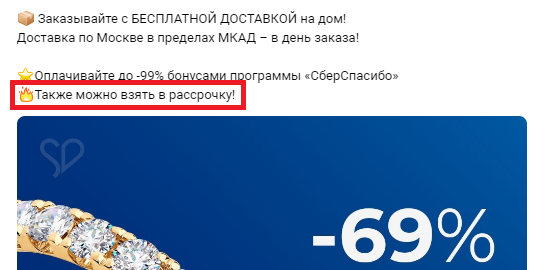 📦 Заказывайте с БЕСПЛАТНОЙ ДОСТАВКОЙ на дом!
Доставка по Москве в пределах МКАД – в день заказа!
⭐Оплачивайте до -99% бонусами программы «СберСпасибо»
🔥Также можно взять в рассрочку!
-69%